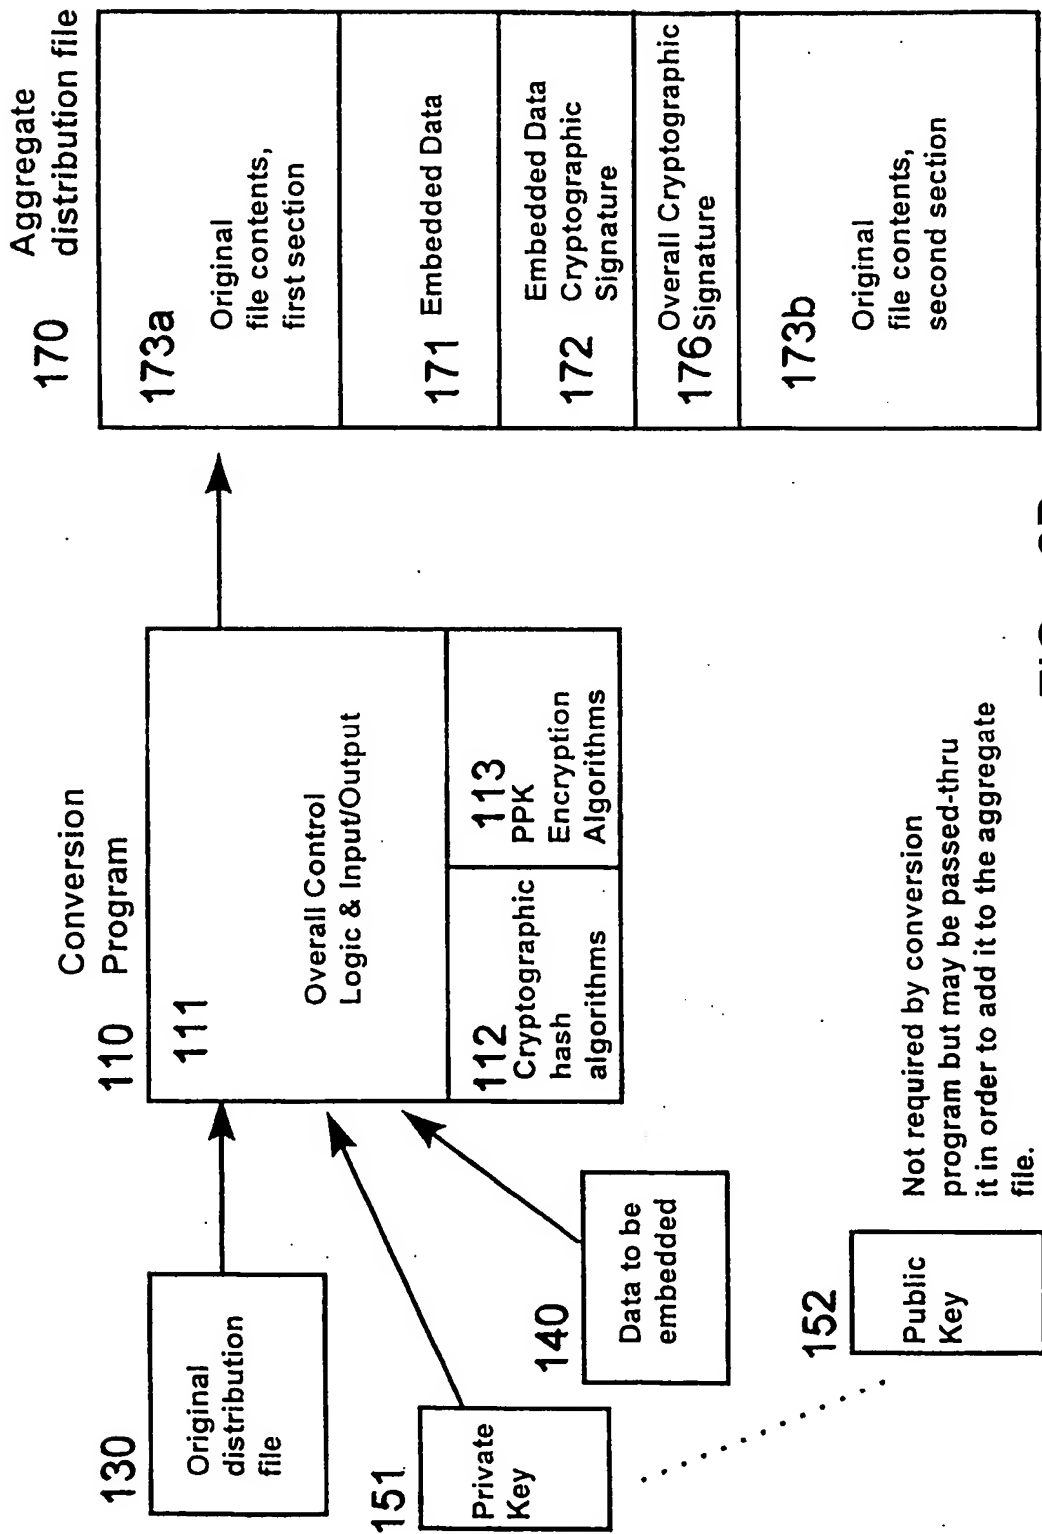 130
Original
distribution
file
151
Private
Key
140
Data to be
embedded
152
Public
Key
Not required by conversion
program but may be passed-thru
it in order to add it to the aggregate
file.
Conversion
110 Program
111
Overall Control
Logic & Input/Output
112
Cryptographic
hash
algorithms
113
PPK
Encryption
Algorithms
Aggregate
170 distribution file
173a
Original
file contents,
first section
171 Embedded Data
Embedded Data
172 Cryptographic
Signature
Overall Cryptographic
176 Signature
173b
Original
file contents,
second section